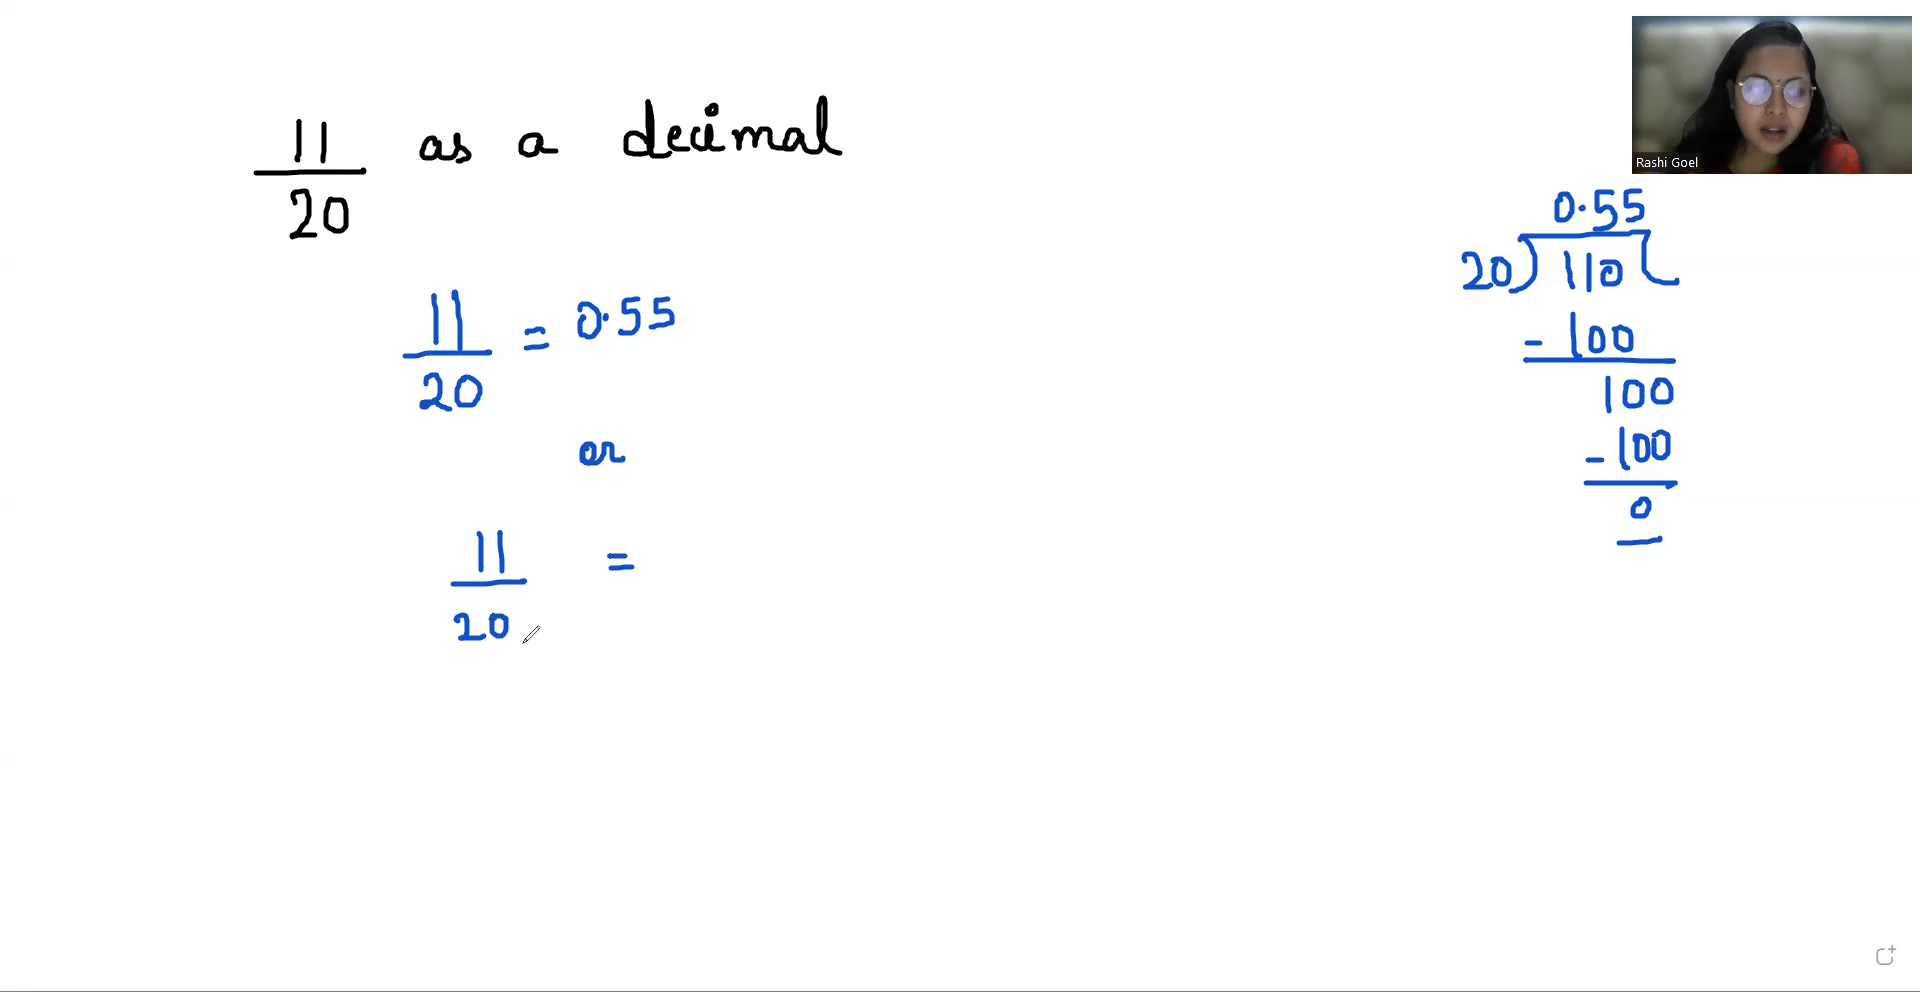 11/20 as a decimal
11/20 = 0.55
or
11/20 =
Rashi Goel
0.55
20) 110
- 100
100
- 100
0